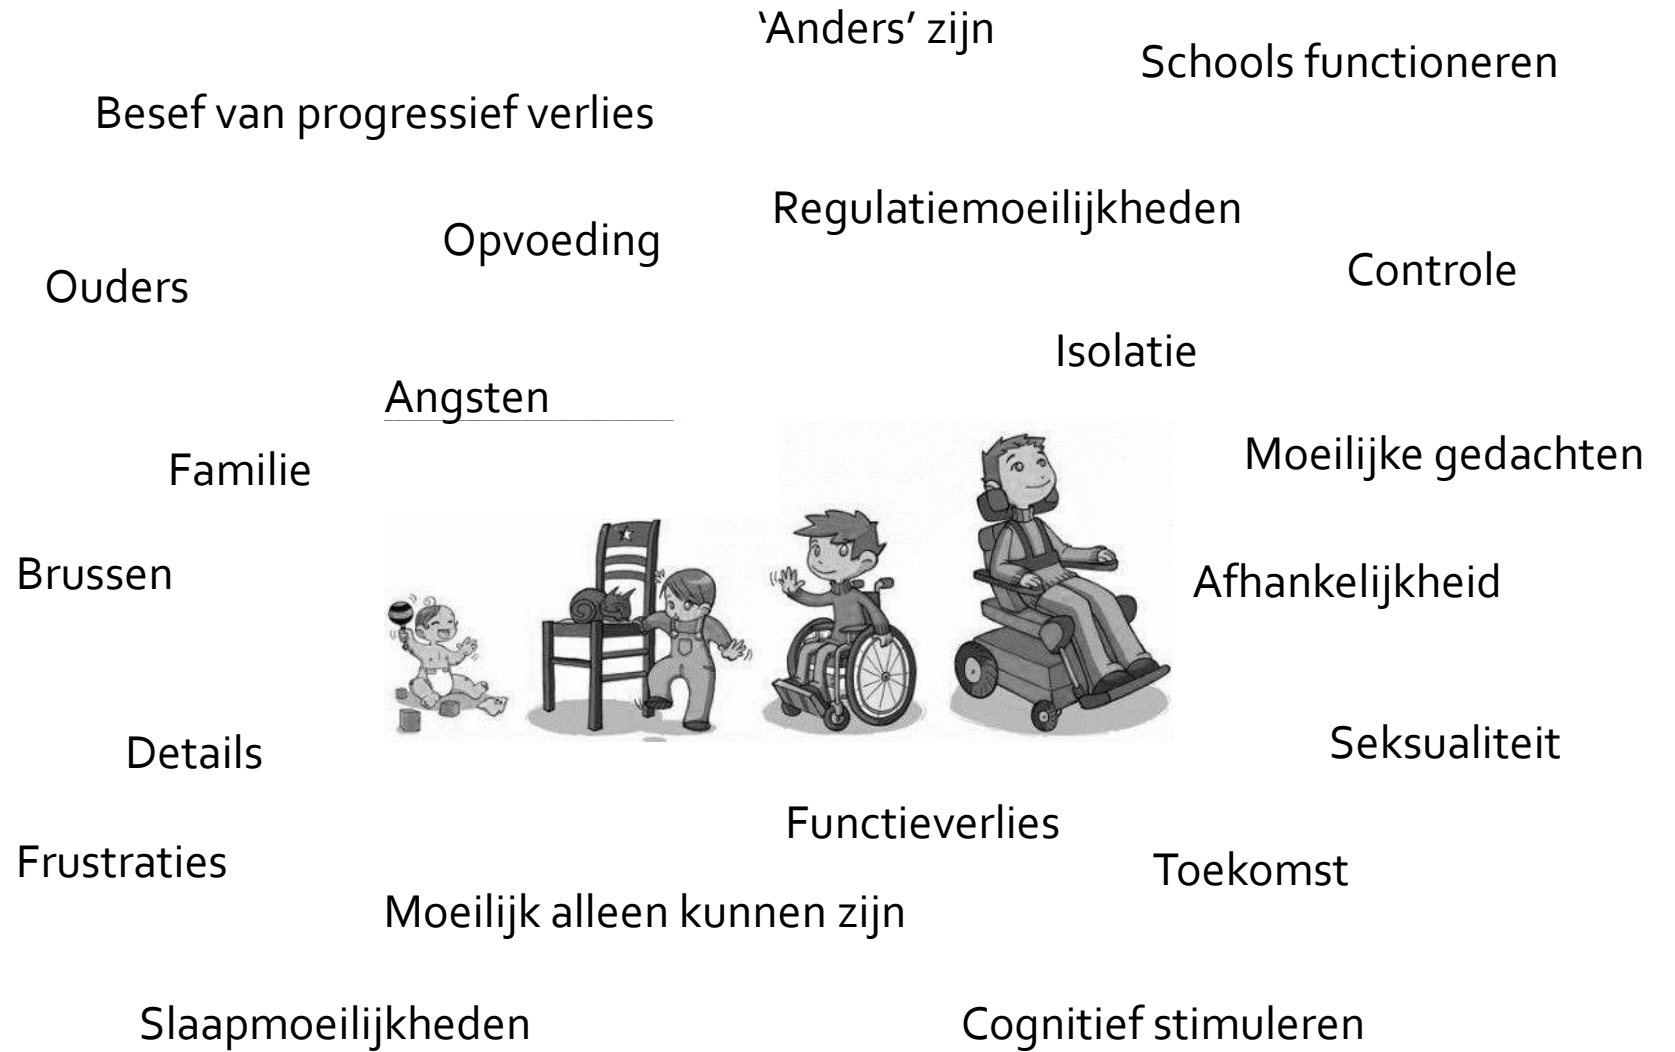 ‘Anders’ zijn
Schools functioneren
Besef van progressief verlies
Regulatiemoeilijkheden
Opvoeding
Controle
Ouders
Isolatie
Angsten
Moeilijke gedachten
Familie
Brussen
Afhankelijkheid
Seksualiteit
Details
Functieverlies
Frustraties
Toekomst
Moeilijk alleen kunnen zijn
Slaapmoeilijkheden
Cognitief stimuleren